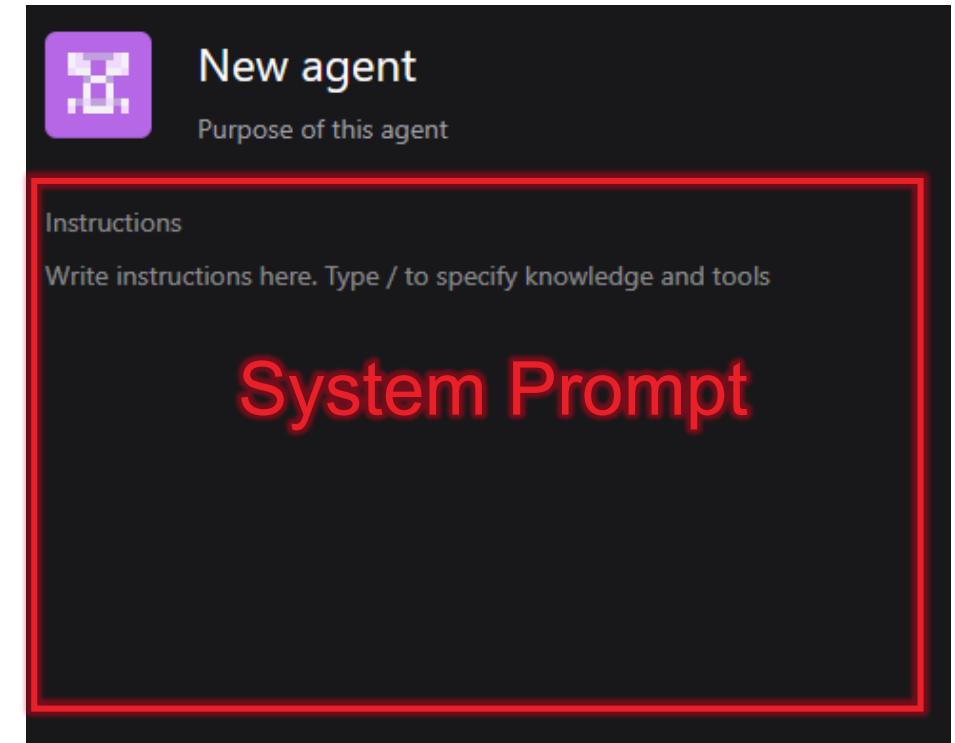 New agent
Purpose of this agent
Instructions
Write instructions here. Type / to specify knowledge and tools
System Prompt